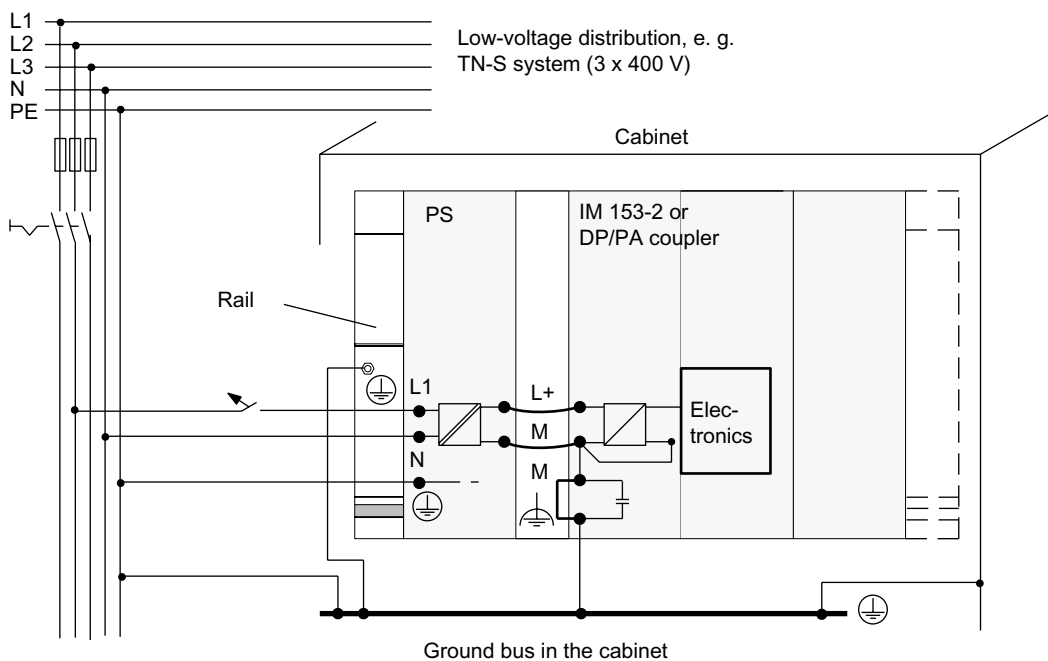 L1
L2
L3
N
PE
Low-voltage distribution, e. g.
TN-S system (3 x 400 V)
Cabinet
PS
IM 153-2 or
DP/PA coupler
Rail
L1
L+
Elec-
tronics
M
N
M
Ground bus in the cabinet